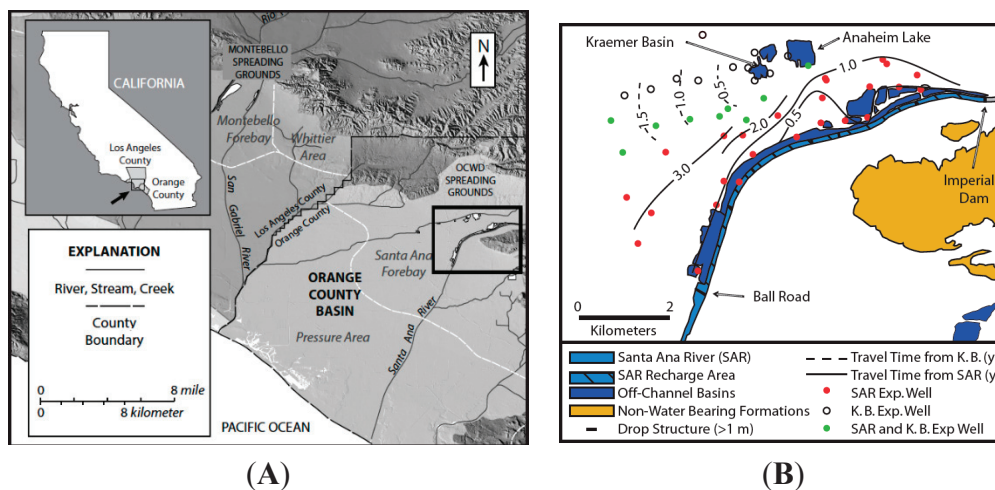 MONTEBELLO
SPREADING
GROUNDS
N
CALIFORNIA
Los Angeles
County
Orange
County
Montebello
Forebay
Whittier
Area
San Gabriel River
Los Angeles County
Orange County
OCWD
SPREADING
GROUNDS
Santa Ana
Forebay
ORANGE
COUNTY
BASIN
Pressure Area
Santa Ana River
EXPLANATION
River, Stream, Creek
County
Boundary
0 8 mile
0 8 kilometer
PACIFIC OCEAN
(A)
B)
Kraemer Basin
Anaheim Lake
1.0
0.5
1.0
1.5
2.0
0.5
3.0
Imperial
Dam
Ball Road
0 2
Kilometers
Santa Ana River (SAR)
SAR Recharge Area
Off-Channel Basins
Non-Water Bearing Formations
Drop Structure (>1 m)
Travel Time from K.B. (y
Travel Time from SAR (y
SAR Exp. Well
K.B. Exp. Well
SAR and K.B. Exp Well
(B)